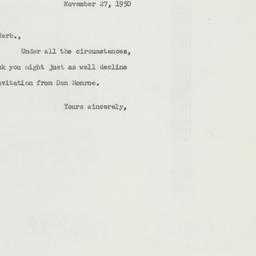 November 27, 1950
Herb.,
Under all the circumstances,
nk you might just as well decline
nvitation from Dan Monroe.
Yours sincerely,